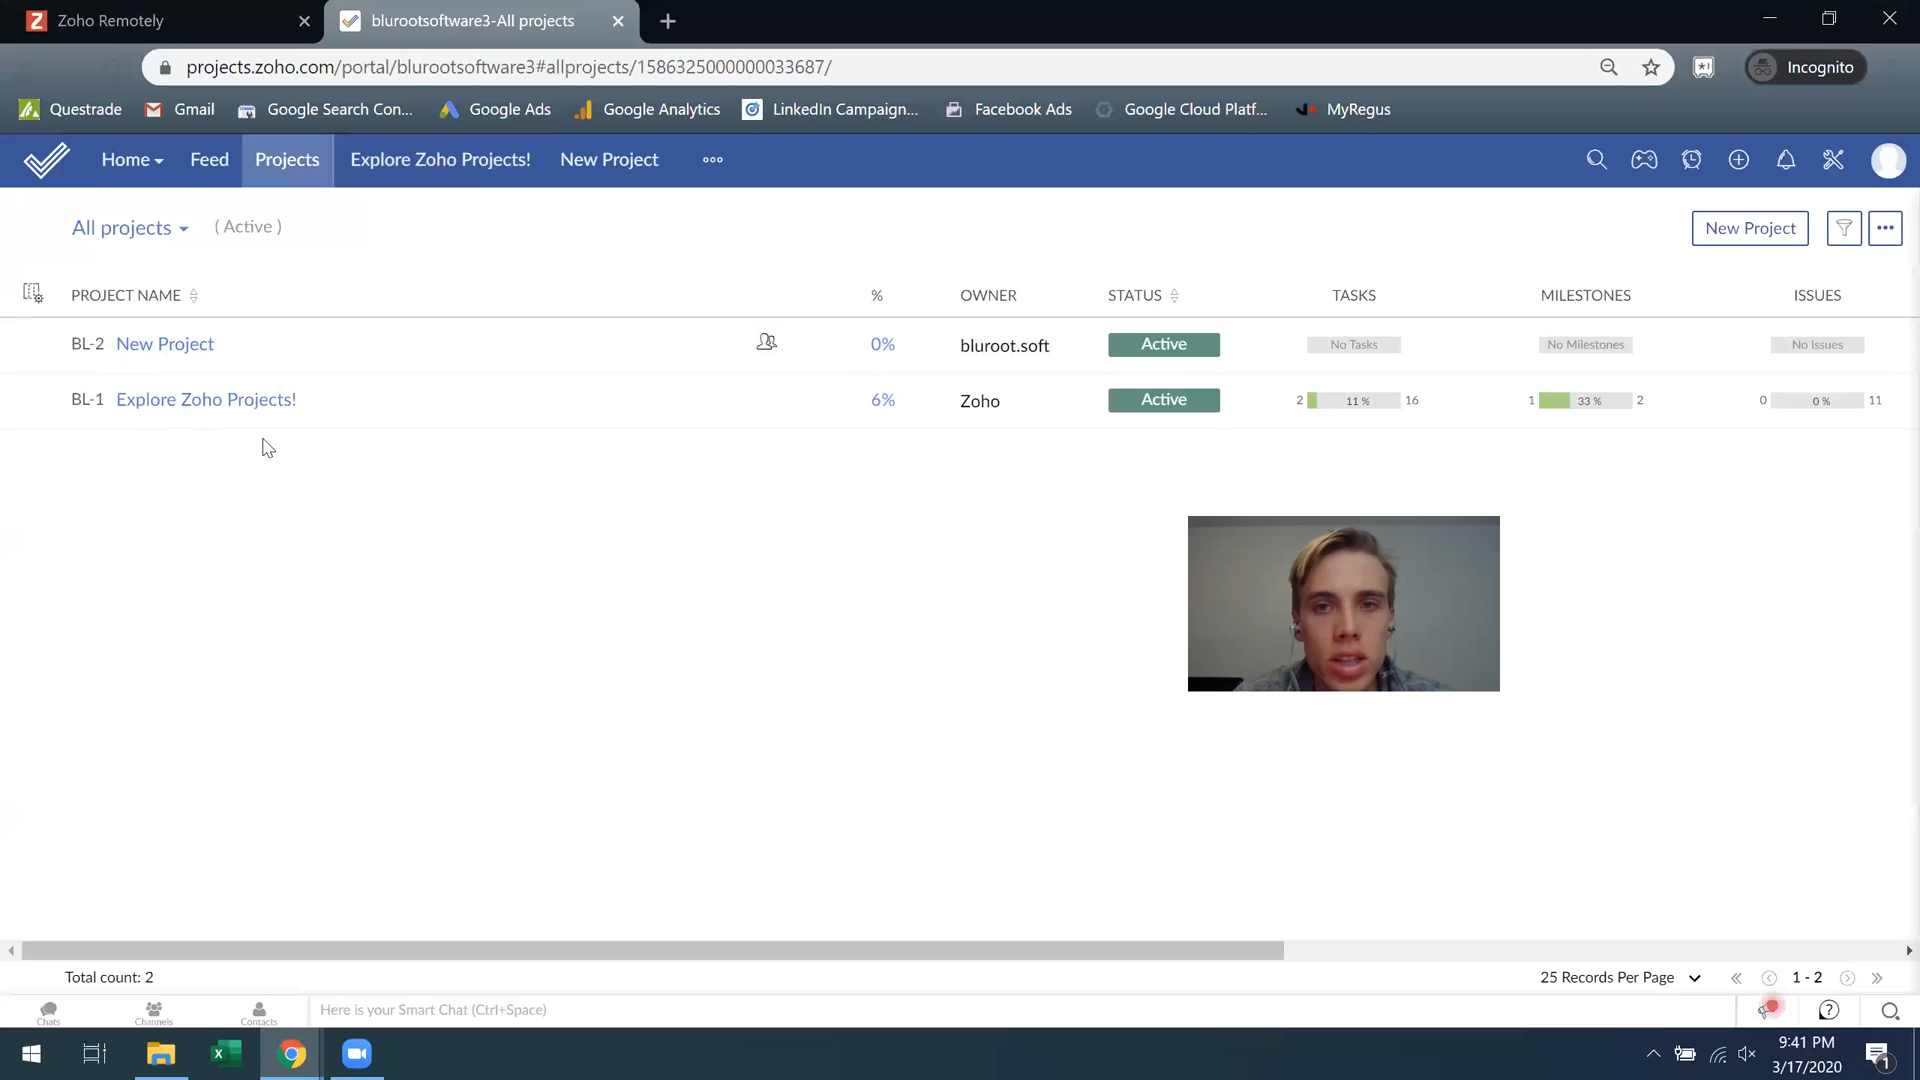 Zoho Remotely
blurootsoftware3-All projects
projects.zoho.com/portal/blurootsoftware3#allprojects/1586325000000033687/
Incognito
Questrade
Gmail
Google Search Con...
Google Ads
Google Analytics
LinkedIn Campaign...
Facebook Ads
Google Cloud Platf...
MyRegus
Home
Feed
Projects
Explore Zoho Projects!
New Project
All projects
( Active )
New Project
PROJECT NAME
%
OWNER
STATUS
TASKS
MILESTONES
ISSUES
BL-2 New Project 0% bluroot.soft Active No Tasks No Milestones No Issues
BL-1 Explore Zoho Projects! 6% Zoho Active 2 11 % 16 1 33 % 2 0 0 % 11
Total count: 2
25 Records Per Page
1 - 2
Chats
Channels
Contacts
Here is your Smart Chat (Ctrl+Space)
9:41 PM
3/17/2020
1